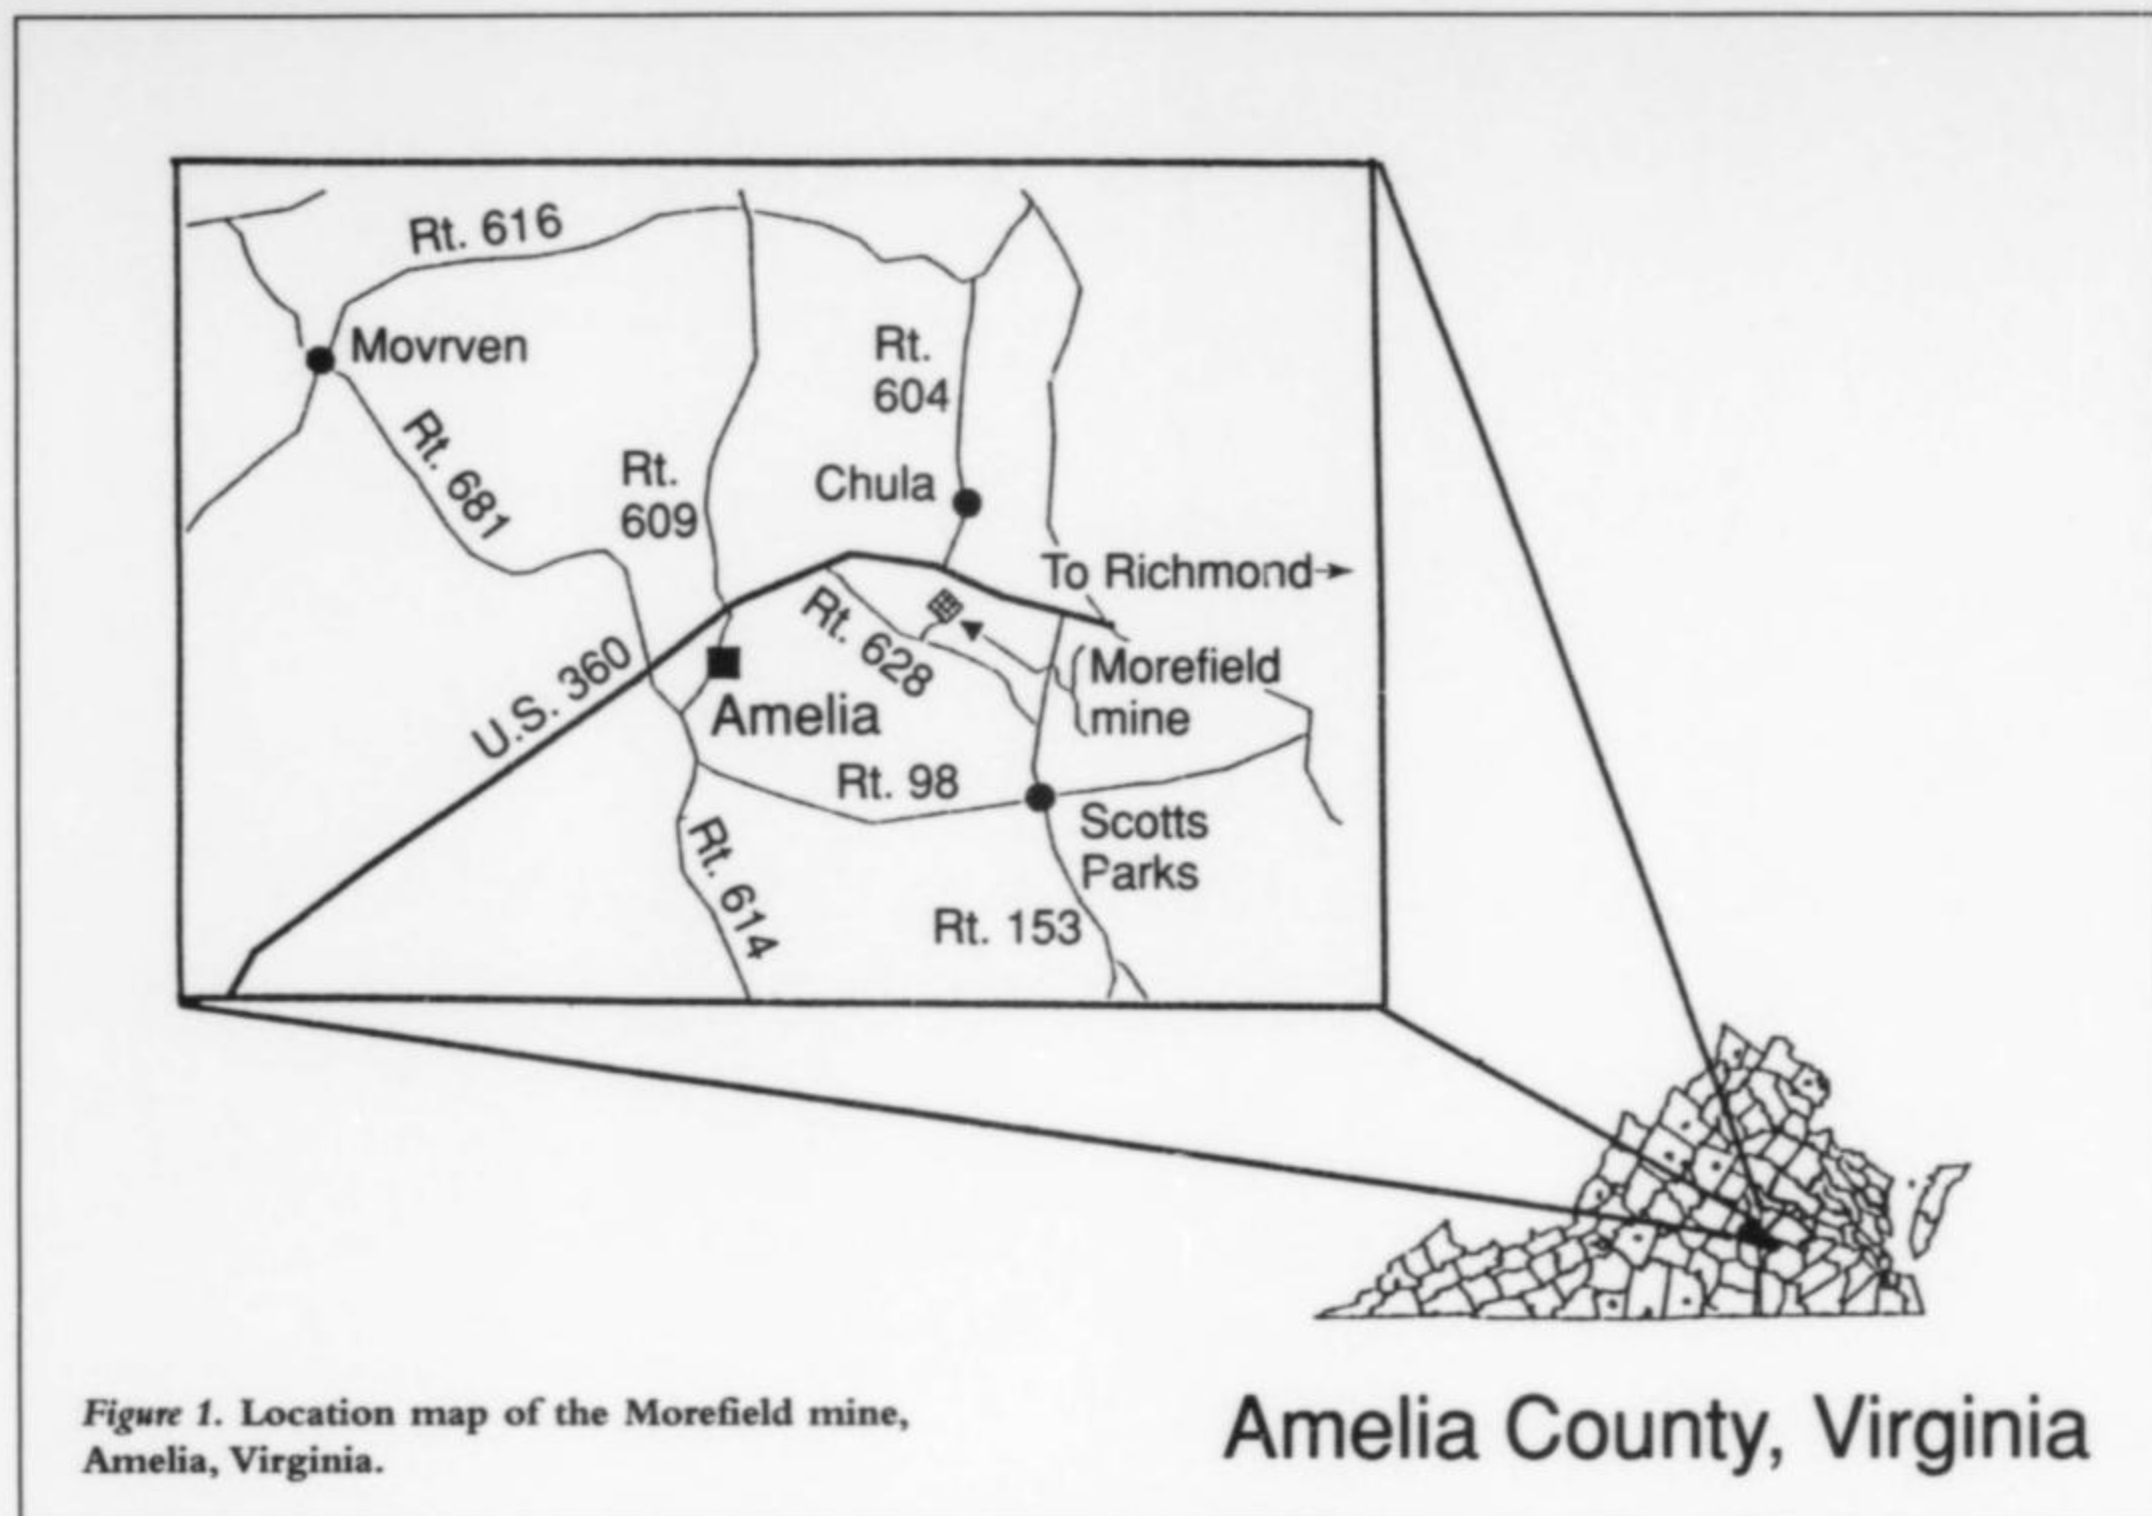 Rt. 616
Movrven
Rt.
604
Rt. 681
Rt.
609
Chula
To Richmond
Rt. 628
U.S. 360
Morefield
mine
Amelia
Rt. 98
Scotts
Parks
Rt. 614
Rt. 153
Figure 1. Location map of the Morefield mine,
Amelia, Virginia.
Amelia County, Virginia